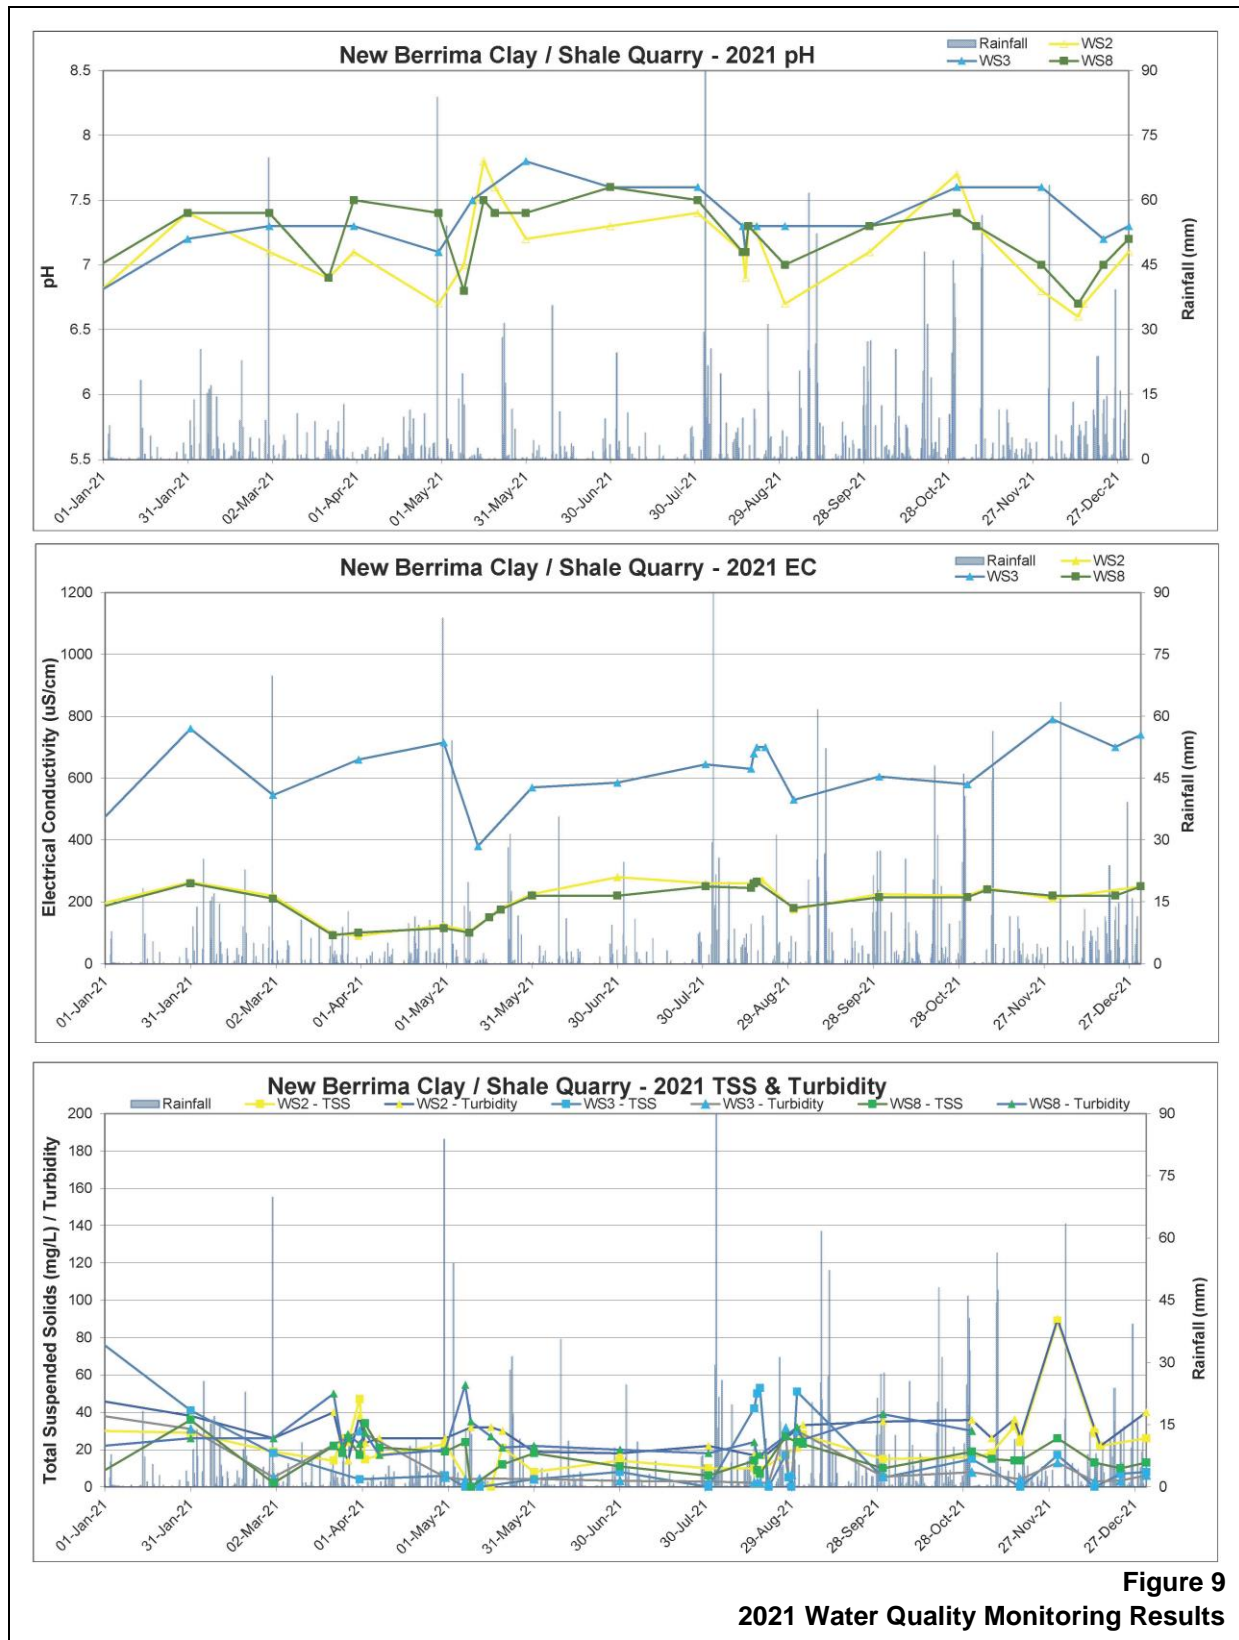 New Berrima Clay / Shale Quarry - 2021 pH
Rainfall
WS2
WS3
WS8
8.5
8
7.5
7
6.5
6
5.5
pH
90
75
60
45
30
15
0
Rainfall (mm)
01-Jan-21
31-Jan-21
02-Mar-21
01-Apr-21
01-May-21
31-May-21
30-Jun-21
30-Jul-21
29-Aug-21
28-Sep-21
28-Oct-21
27-Nov-21
27-Dec-21
New Berrima Clay / Shale Quarry - 2021 EC
Rainfall
WS2
WS3
WS8
1200
1000
800
600
400
200
0
Electrical Conductivity (uS/cm)
90
75
60
45
30
15
0
Rainfall (mm)
01-Jan-21
31-Jan-21
02-Mar-21
01-Apr-21
01-May-21
31-May-21
30-Jun-21
30-Jul-21
29-Aug-21
28-Sep-21
28-Oct-21
27-Nov-21
27-Dec-21
New Berrima Clay / Shale Quarry - 2021 TSS & Turbidity
Rainfall
WS2 - TSS
WS2 - Turbidity
WS3 - TSS
WS3 - Turbidity
WS8 - TSS
WS8 - Turbidity
200
180
160
140
120
100
80
60
40
20
0
Total Suspended Solids (mg/L) / Turbidity
90
75
60
45
30
15
0
Rainfall (mm)
01-Jan-21
31-Jan-21
02-Mar-21
01-Apr-21
01-May-21
31-May-21
30-Jun-21
30-Jul-21
29-Aug-21
28-Sep-21
28-Oct-21
27-Nov-21
27-Dec-21
Figure 9
2021 Water Quality Monitoring Results